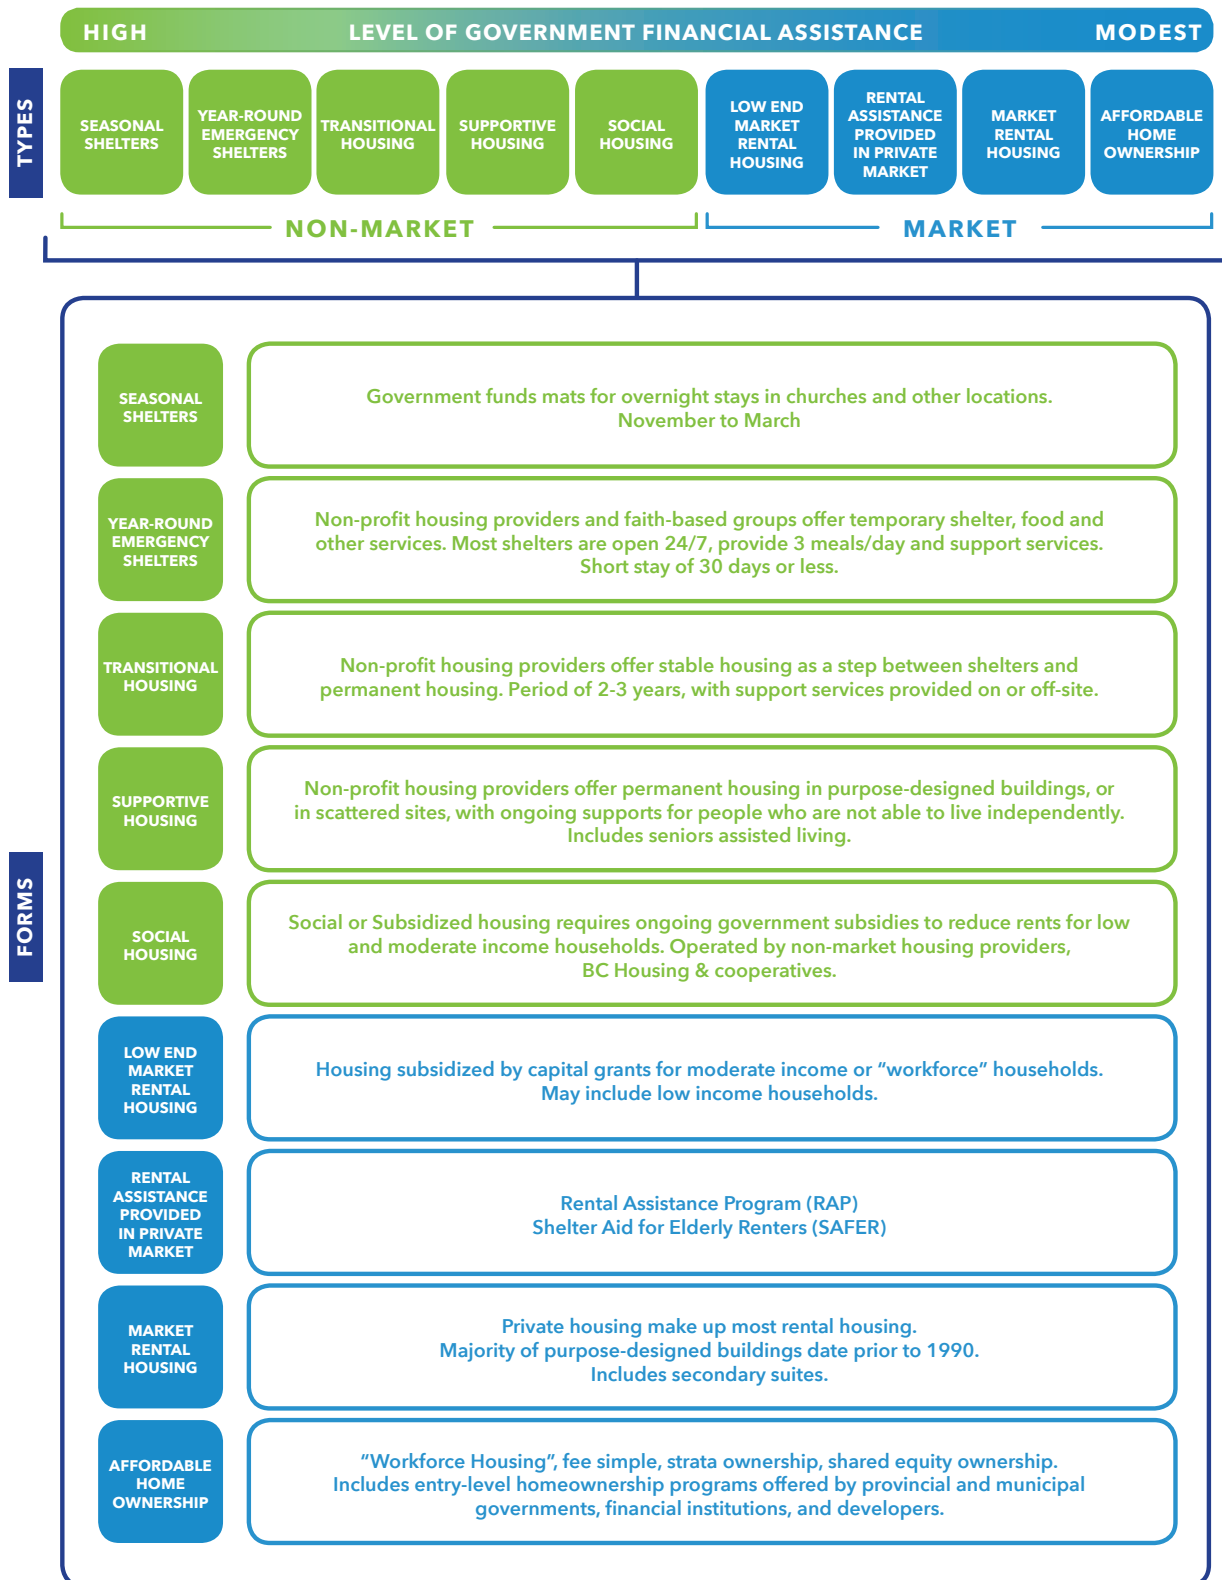 HIGH LEVEL OF GOVERNMENT FINANCIAL ASSISTANCE MODEST
TYPES
SEASONAL
SHELTERS
YEAR-ROUND
EMERGENCY
SHELTERS
TRANSITIONAL
HOUSING
SUPPORTIVE
HOUSING
SOCIAL
HOUSING
LOW END
MARKET
RENTAL
HOUSING
RENTAL
ASSISTANCE
PROVIDED
IN PRIVATE
MARKET
MARKET
RENTAL
HOUSING
AFFORDABLE
HOME
OWNERSHIP
NON-MARKET
MARKET
FORMS
SEASONAL
SHELTERS
Government funds mats for overnight stays in churches and other locations.
November to March
YEAR-ROUND
EMERGENCY
SHELTERS
Non-profit housing providers and faith-based groups offer temporary shelter, food and
other services. Most shelters are open 24/7, provide 3 meals/day and support services.
Short stay of 30 days or less.
TRANSITIONAL
HOUSING
Non-profit housing providers offer stable housing as a step between shelters and
permanent housing. Period of 2-3 years, with support services provided on or off-site.
SUPPORTIVE
HOUSING
Non-profit housing providers offer permanent housing in purpose-designed buildings, or
in scattered sites, with ongoing supports for people who are not able to live independently.
Includes seniors assisted living.
SOCIAL
HOUSING
Social or Subsidized housing requires ongoing government subsidies to reduce rents for low
and moderate income households. Operated by non-market housing providers,
BC Housing & cooperatives.
LOW END
MARKET
RENTAL
HOUSING
Housing subsidized by capital grants for moderate income or “workforce” households.
May include low income households.
RENTAL
ASSISTANCE
PROVIDED
IN PRIVATE
MARKET
Rental Assistance Program (RAP)
Shelter Aid for Elderly Renters (SAFER)
MARKET
RENTAL
HOUSING
Private housing make up most rental housing.
Majority of purpose-designed buildings date prior to 1990.
Includes secondary suites.
AFFORDABLE
HOME
OWNERSHIP
“Workforce Housing”, fee simple, strata ownership, shared equity ownership.
Includes entry-level homeownership programs offered by provincial and municipal
governments, financial institutions, and developers.